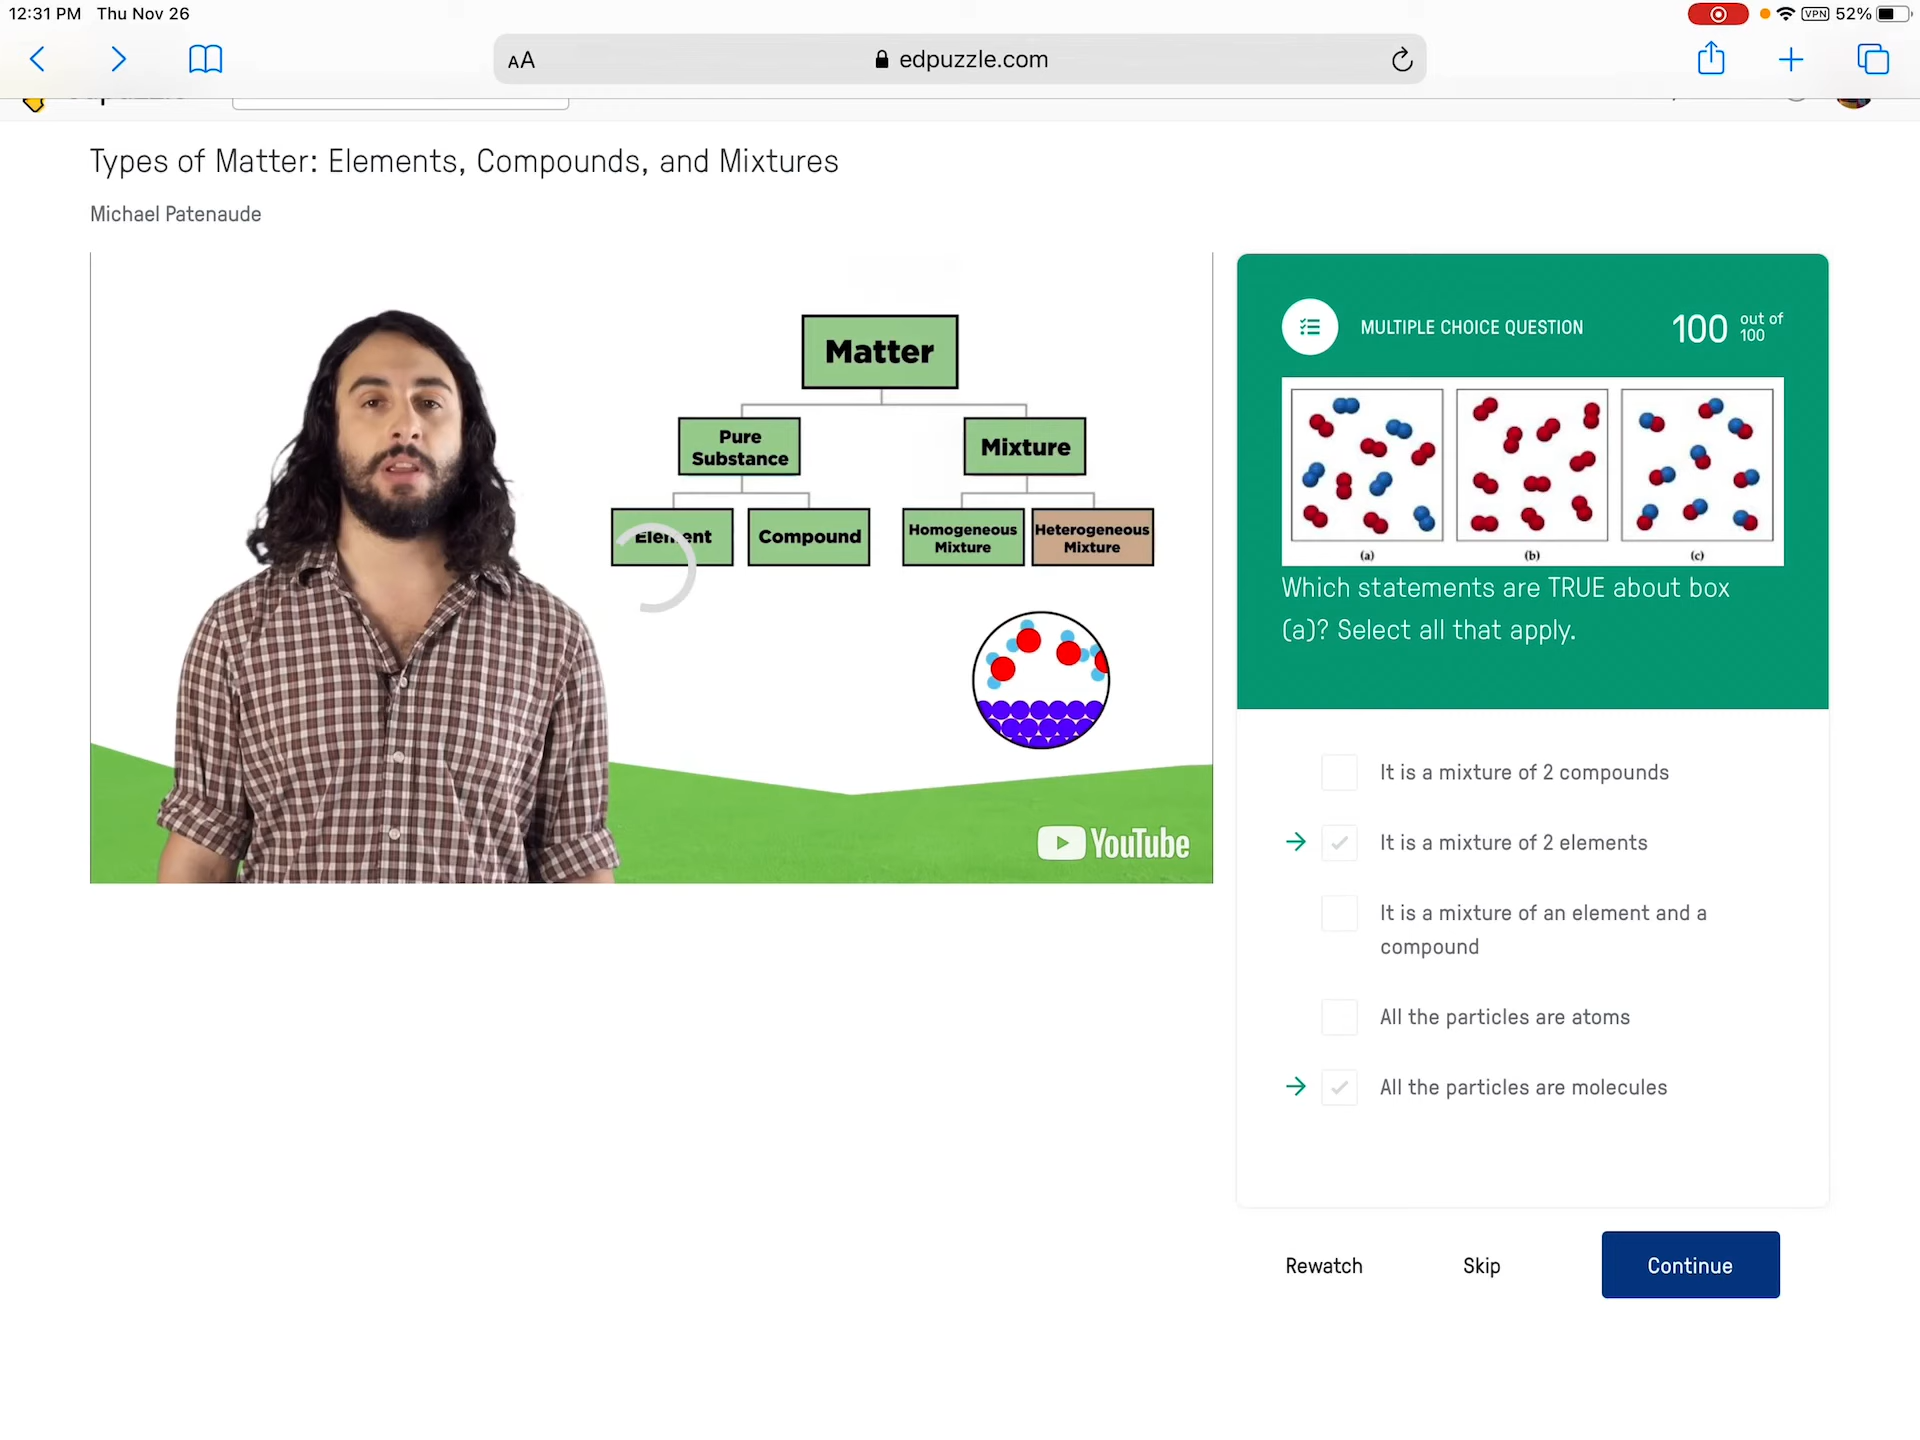 12:31 PM Thu Nov 26
VPN 52%
AA
edpuzzle.com
Types of Matter: Elements, Compounds, and Mixtures
Michael Patenaude
Matter
Pure
Substance
Mixture
Element
Compound
Homogeneous
Mixture
Heterogeneous
Mixture
YouTube
MULTIPLE CHOICE QUESTION
100 out of
100
(a) (b) (c)
Which statements are TRUE about box
(a)? Select all that apply.
It is a mixture of 2 compounds
It is a mixture of 2 elements
It is a mixture of an element and a
compound
All the particles are atoms
All the particles are molecules
Rewatch
Skip
Continue